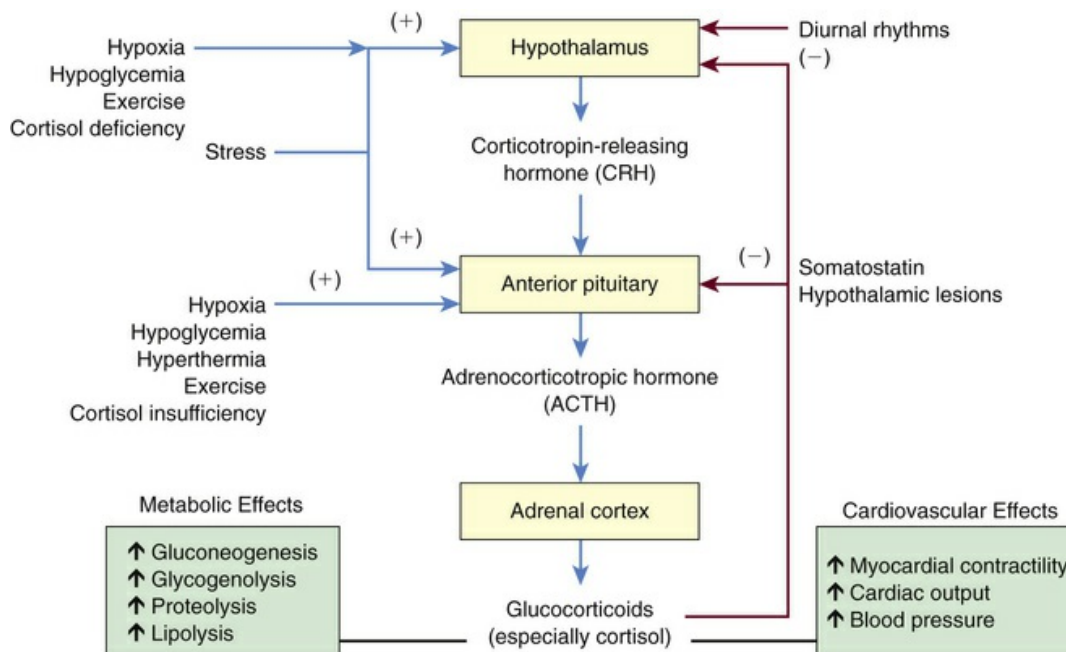 (+)
Hypoxia
Hypoglycemia
Exercise
Cortisol deficiency
Stress
Hypothalamus
Diurnal rhythms
(−)
Corticotropin-releasing
hormone (CRH)
(+)
(+)
Hypoxia
Hypoglycemia
Hyperthermia
Exercise
Cortisol insufficiency
Anterior pituitary
(−)
Somatostatin
Hypothalamic lesions
Adrenocorticotropic hormone
(ACTH)
Adrenal cortex
Metabolic Effects
↑ Gluconeogenesis
↑ Glycogenolysis
↑ Proteolysis
↑ Lipolysis
Glucocorticoids
(especially cortisol)
Cardiovascular Effects
↑ Myocardial contractility
↑ Cardiac output
↑ Blood pressure